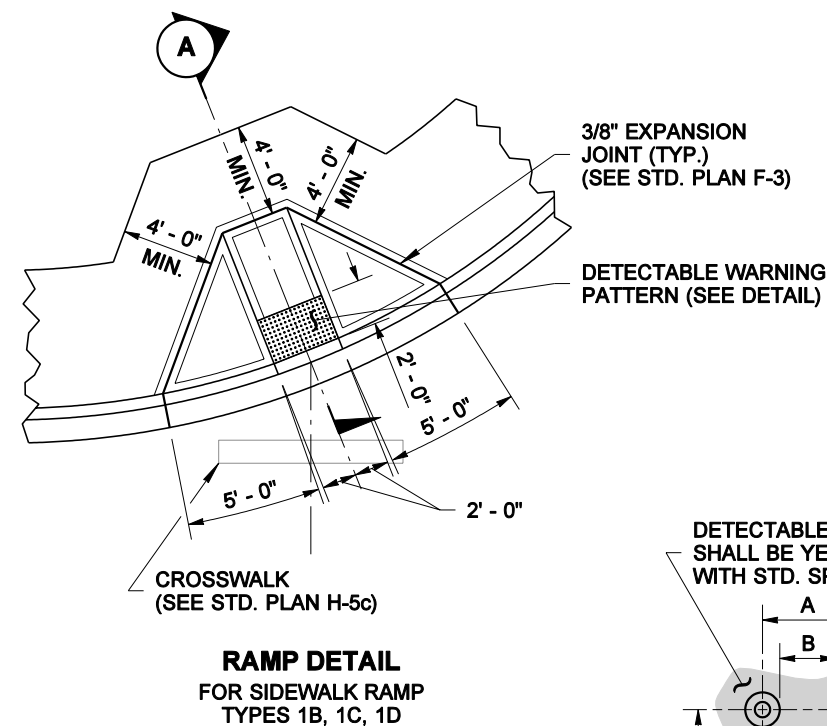 A
4' - 0"
MIN.
4' - 0"
MIN.
4' - 0"
MIN.
3/8" EXPANSION
JOINT (TYP.)
(SEE STD. PLAN F-3)
DETECTABLE WARNING
PATTERN (SEE DETAIL)
2' - 0"
5' - 0"
5' - 0"
2' - 0"
CROSSWALK
(SEE STD. PLAN H-5c)
RAMP DETAIL
FOR SIDEWALK RAMP
TYPES 1B, 1C, 1D
DETECTABLE
SHALL BE YE
WITH STD. SP
A
B